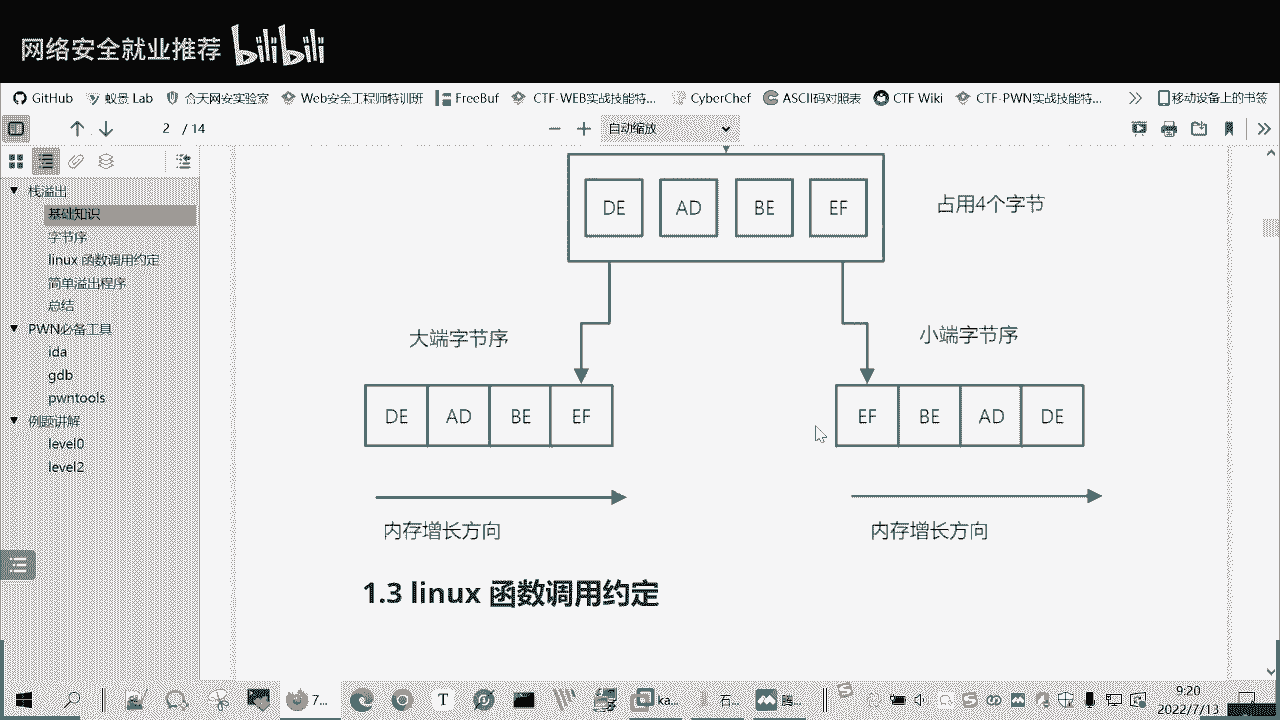 网络安全就业推荐 bilibili
GitHub 蚁景 Lab 合天网安实验室 Web安全工程师特训班 FreeBuf CTF-WEB实战技能特... CyberChef ASCII码对照表 CTF Wiki CTF-PWN实战技能特... 移动设备上的书签
2 / 14 自动缩放
栈溢出
基础知识
字节序
linux 函数调用约定
简单溢出程序
总结
PWN必备工具
ida
gdb
pwntools
例题讲解
level0
level2
DE AD BE EF 占用4个字节
大端字节序 小端字节序
DE AD BE EF EF BE AD DE
内存增长方向 内存增长方向
1.3 linux 函数调用约定
7... T ka... 石... 腾...
9:20
2022/7/13